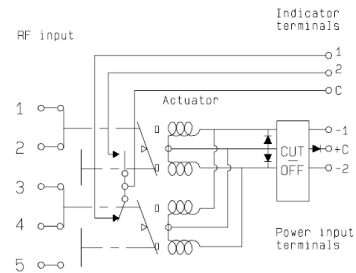 Indicator
terminals
RF input
1
2
C
Actuator
1
2
3
4
5
CUT
OFF
-1
+C
-2
Power input
terminals